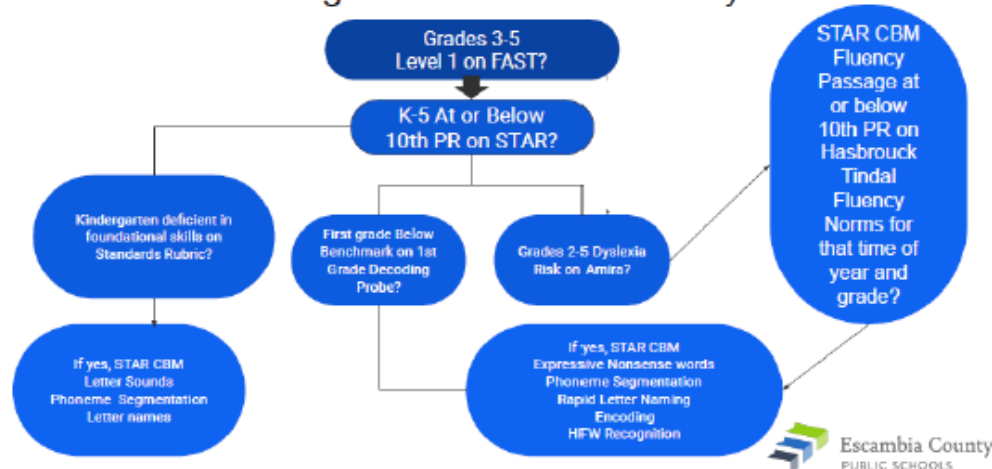 Grades 3-5
Level 1 on FAST?
K-5 At or Below
10th PR on STAR?
Kindergarten deficient in
foundational skills on
Standards Rubric?
First grade Below
Benchmark on 1st
Grade Decoding
Probe?
Grades 2-5 Dyslexia
Risk on Amira?
STAR CBM
Fluency
Passage at
or below
10th PR on
Hasbrouck
Tindal
Fluency
Norms for
that time of
year and
grade?
If yes, STAR CBM
Letter Sounds
Phoneme Segmentation
Letter names
If yes, STAR CBM
Expressive Nonsense words
Phoneme Segmentation
Rapid Letter Naming
Encoding
HFW Recognition
Escambia County
PUBLIC SCHOOLS